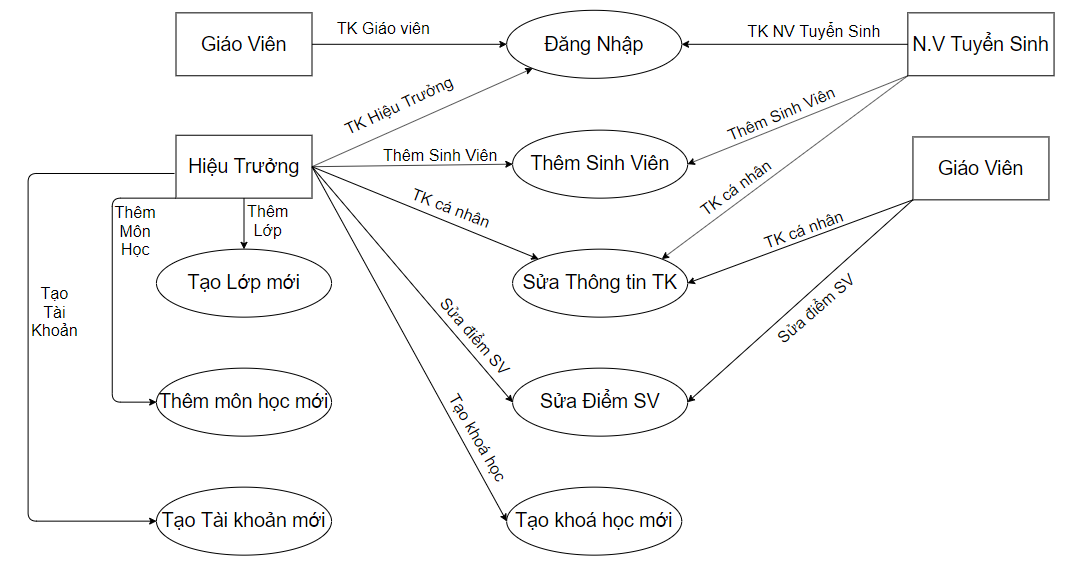 Giáo Viên
TK Giáo viên
Đăng Nhập
TK NV Tuyển Sinh
N.V Tuyển Sinh
TK Hiệu Trưởng
Thêm Sinh Viên
Hiệu Trưởng
Thêm Sinh Viên
Thêm Sinh Viên
Giáo Viên
TK cá nhân
TK cá nhân
TK cá nhân
Thêm
Môn
Học
Thêm
Lớp
Tạo Lớp mới
Sửa Thông tin TK
Tạo
Tài
Khoản
Sửa điểm SV
Sửa điểm SV
Thêm môn học mới
Sửa Điểm SV
Tạo khoá học
Tạo Tài khoản mới
Tạo khoá học mới